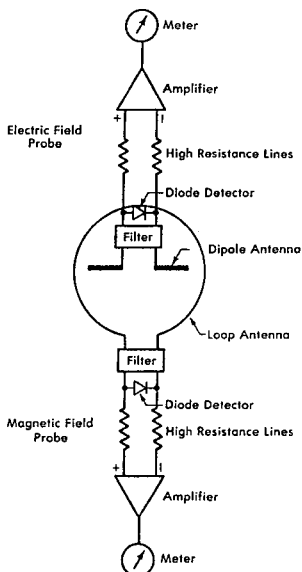 Meter
Amplifier
+ −
Electric Field
Probe
High Resistance Lines
Diode Detector
Filter
Dipole Antenna
Loop Antenna
Filter
Diode Detector
Magnetic Field
Probe
High Resistance Lines
+ −
Amplifier
Meter